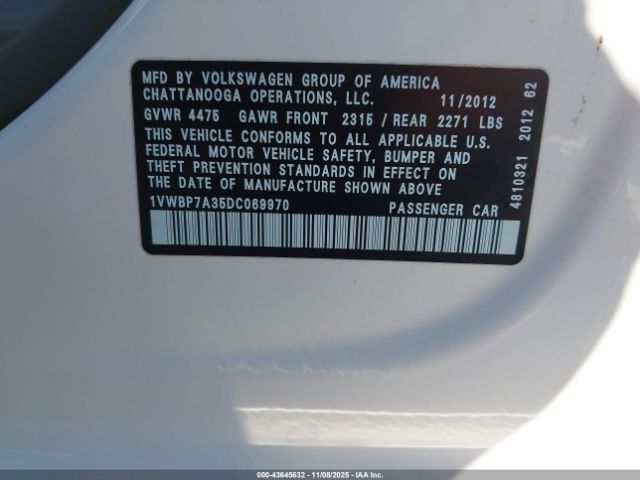 MFD BY VOLKSWAGEN GROUP OF AMERICA
CHATTANOOGA OPERATIONS, LLC. 11/2012
GVWR 4475 GAWR FRONT 2315 / REAR 2271 LBS
THIS VEHICLE CONFORMS TO ALL APPLICABLE U.S.
FEDERAL MOTOR VEHICLE SAFETY, BUMPER AND
THEFT PREVENTION STANDARDS IN EFFECT ON
THE DATE OF MANUFACTURE SHOWN ABOVE
1VWBP7A35DC069970 PASSENGER CAR
4810321 2012 62
000-43645632 - 11/08/2025 - IAAI.COM